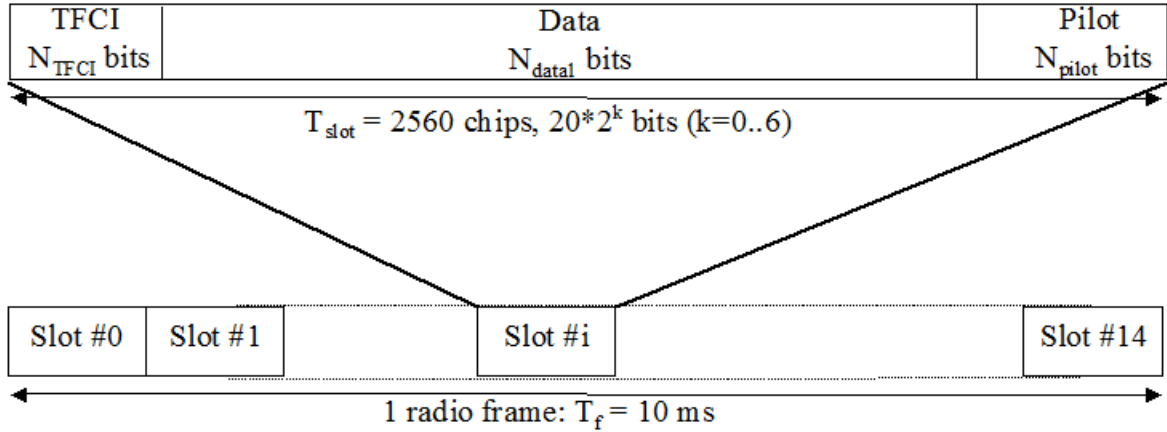 TFCI Data Pilot
N_TFCI bits N_data1 bits N_pilot bits
T_slot = 2560 chips, 20*2^k bits (k=0..6)
Slot #0 Slot #1 Slot #i Slot #14
1 radio frame: T_f = 10 ms